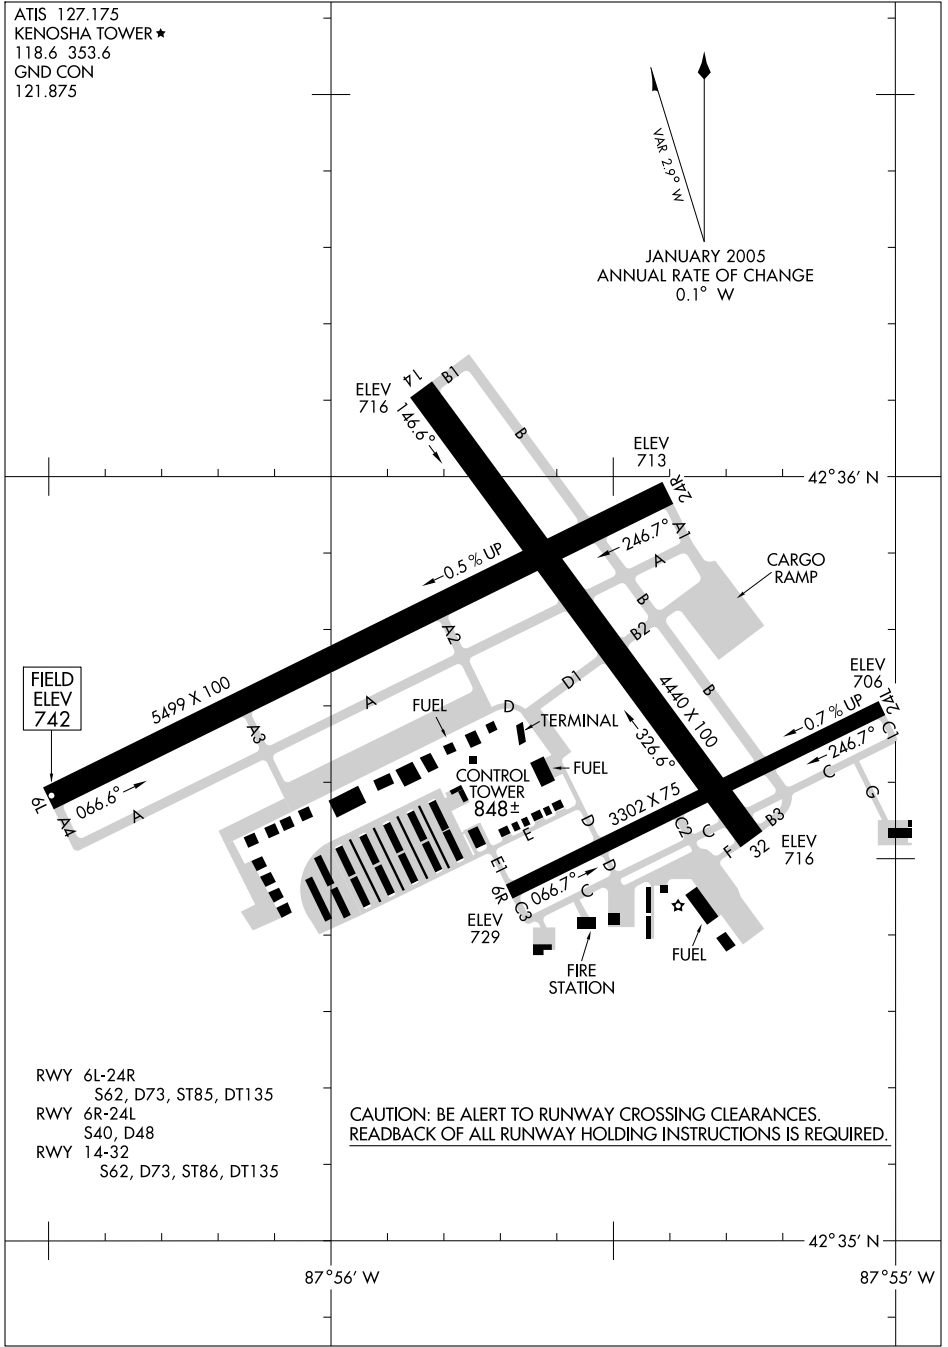 ATIS 127.175
KENOSHA TOWER★
118.6 353.6
GND CON
121.875
VAR 2.9° W
JANUARY 2005
ANNUAL RATE OF CHANGE
0.1° W
ELEV
716
14
B1
146.6°
B
ELEV
713
24R
42°36' N
A1
246.7°
0.5 % UP
A
CARGO
RAMP
B
A2
B2
FIELD
ELEV
742
5499 X 100
A
D1
4440 X 100
B
ELEV
706
24L
FUEL
D
TERMINAL
0.7 % UP
C1
A3
326.6°
246.7°
FUEL
CONTROL
TOWER
848±
C
G
6L
066.6°
A4
A
3302 X 75
E
D
C2
C
B3
32
ELEV
716
F
E1
D
6R
066.7°
C
C3
ELEV
729
FIRE
STATION
FUEL
RWY 6L-24R
S62, D73, ST85, DT135
RWY 6R-24L
S40, D48
RWY 14-32
S62, D73, ST86, DT135
CAUTION: BE ALERT TO RUNWAY CROSSING CLEARANCES.
READBACK OF ALL RUNWAY HOLDING INSTRUCTIONS IS REQUIRED.
42°35' N
87°56' W
87°55' W